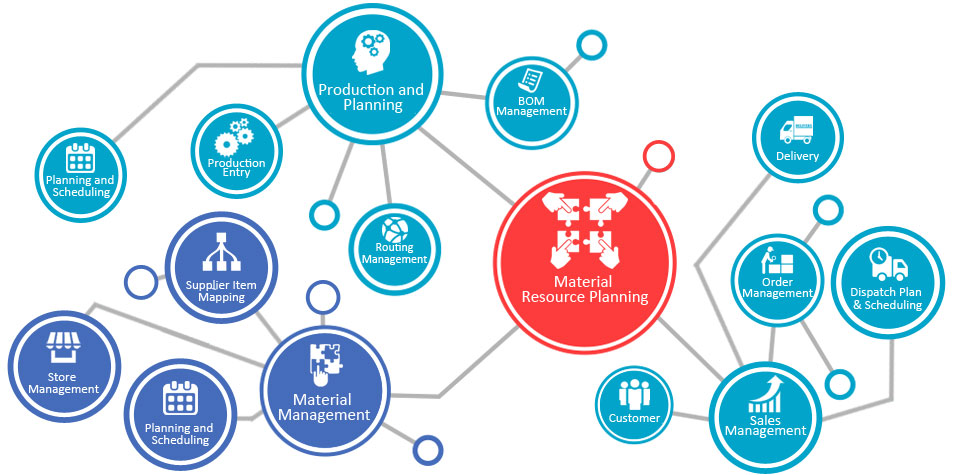 Production and
Planning
BOM
Management
Planning and
Scheduling
Production
Entry
Routing
Management
Delivery
Supplier Item
Mapping
Material
Resource Planning
Order
Management
Dispatch Plan
& Scheduling
Store
Management
Planning and
Scheduling
Material
Management
Customer
Sales
Management